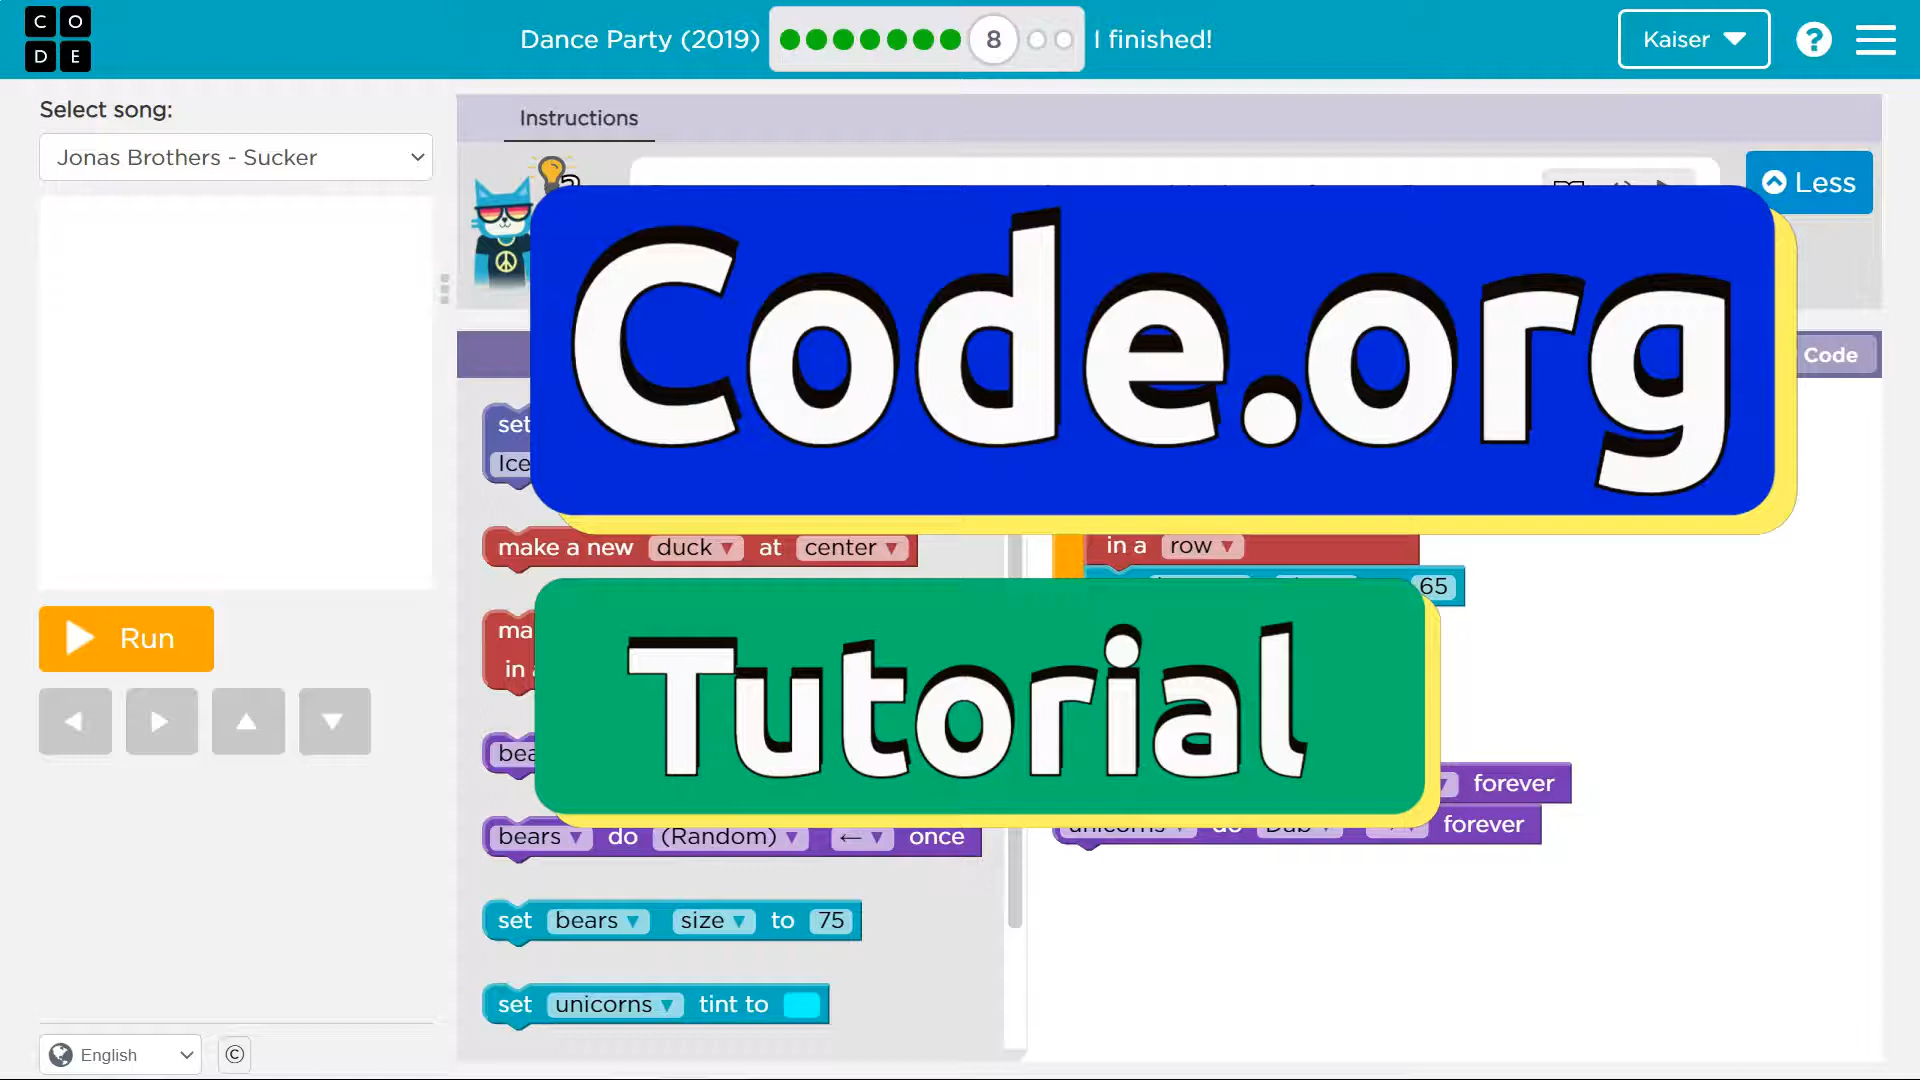 C O
D E
Dance Party (2019)
8
I finished!
Kaiser
?
Select song:
Jonas Brothers - Sucker
Instructions
Less
Code.org
Code
set
Ice
make a new duck at center
in a row
65
Tutorial
Run
forever
bears do (Random) ← once
forever
set bears size to 75
set unicorns tint to
English
©